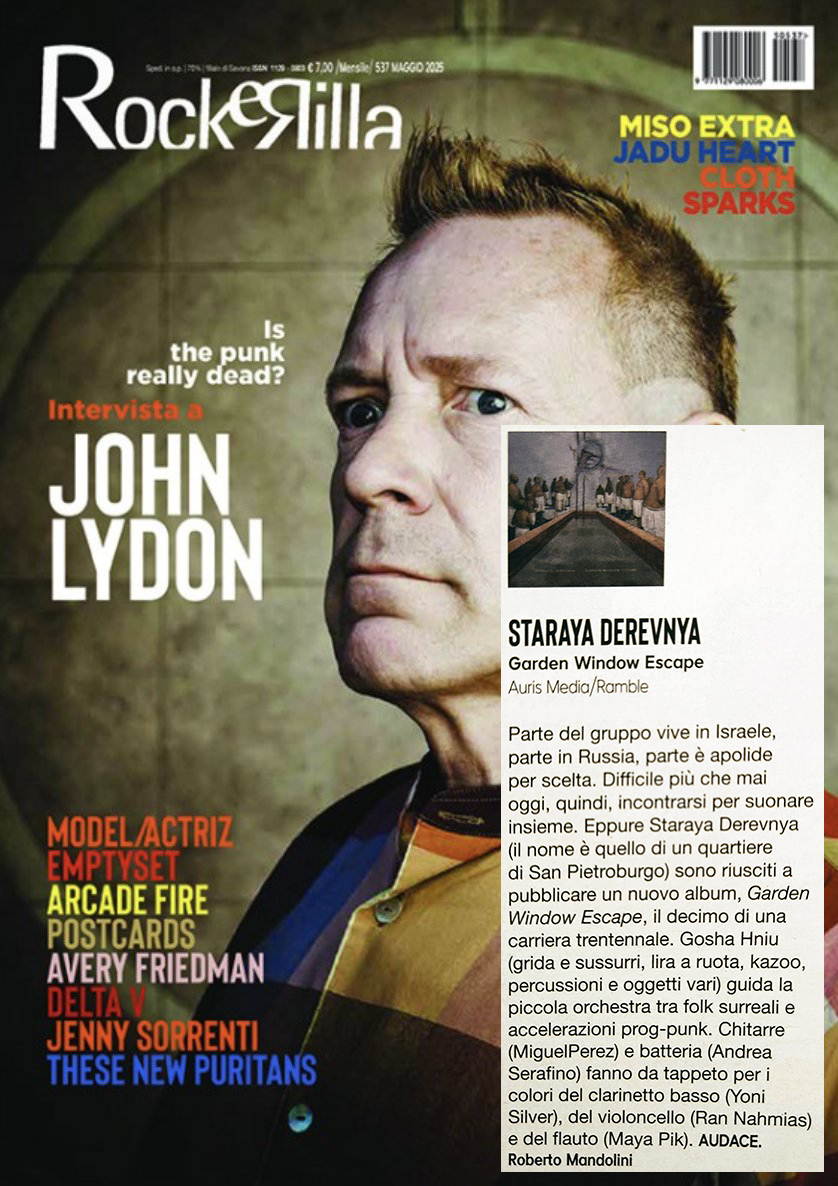 Sped. in a.p. | 70% | filiale di Savona ISSN 1129 - 0803 € 7,00 /Mensile/ 537 MAGGIO 2025
RockeRilla
50537
9 771129 080006
MISO EXTRA
JADU HEART
CLOTH
SPARKS
Is
the punk
really dead?
Intervista a
JOHN
LYDON
MODEL/ACTRIZ
EMPTYSET
ARCADE FIRE
POSTCARDS
AVERY FRIEDMAN
DELTA V
JENNY SORRENTI
THESE NEW PURITANS
STARAYA DEREVNYA
Garden Window Escape
Auris Media/Ramble
Parte del gruppo vive in Israele,
parte in Russia, parte è apolide
per scelta. Difficile più che mai
oggi, quindi, incontrarsi per suonare
insieme. Eppure Staraya Derevnya
(il nome è quello di un quartiere
di San Pietroburgo) sono riusciti a
pubblicare un nuovo album, Garden
Window Escape, il decimo di una
carriera trentennale. Gosha Hniu
(grida e sussurri, lira a ruota, kazoo,
percussioni e oggetti vari) guida la
piccola orchestra tra folk surreali e
accelerazioni prog-punk. Chitarre
(MiguelPerez) e batteria (Andrea
Serafino) fanno da tappeto per i
colori del clarinetto basso (Yoni
Silver), del violoncello (Ran Nahmias)
e del flauto (Maya Pik). AUDACE.
Roberto Mandolini